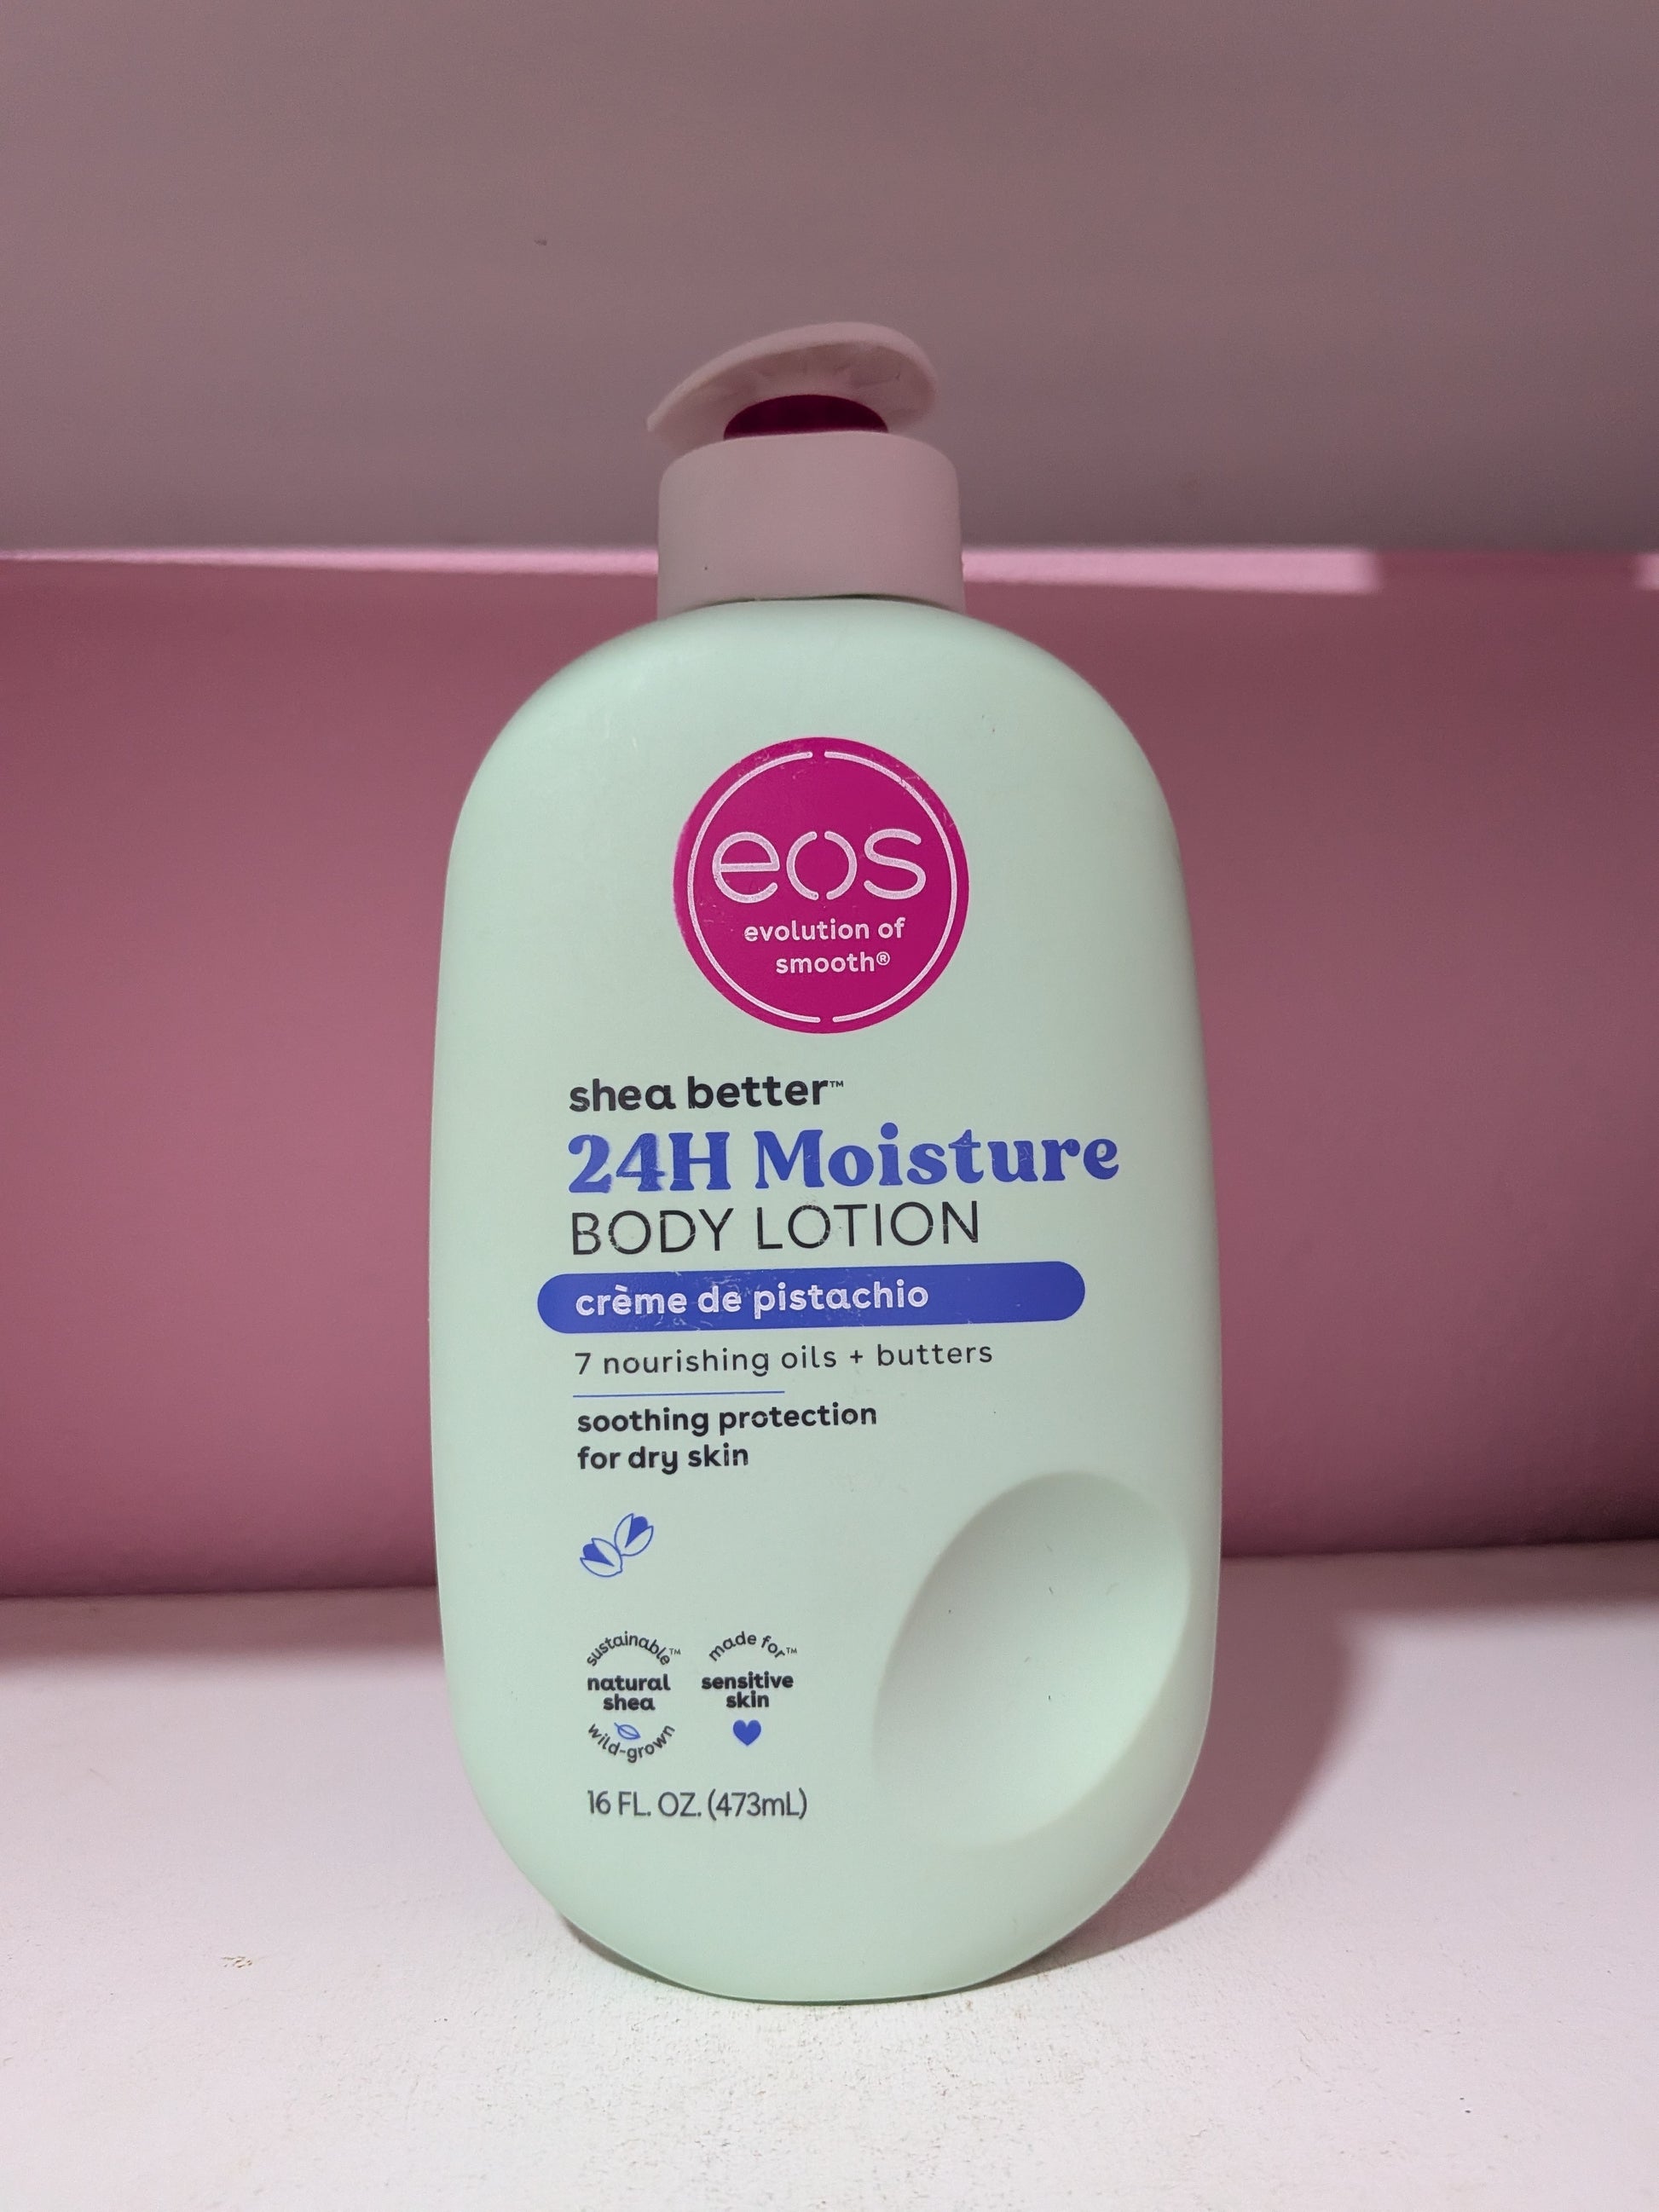 eos
evolution of
smooth®
shea better™
24H Moisture
BODY LOTION
crème de pistachio
7 nourishing oils + butters
soothing protection
for dry skin
sustainable™
natural
shea
wild-grown
made for™
sensitive
skin
16 FL. OZ. (473mL)